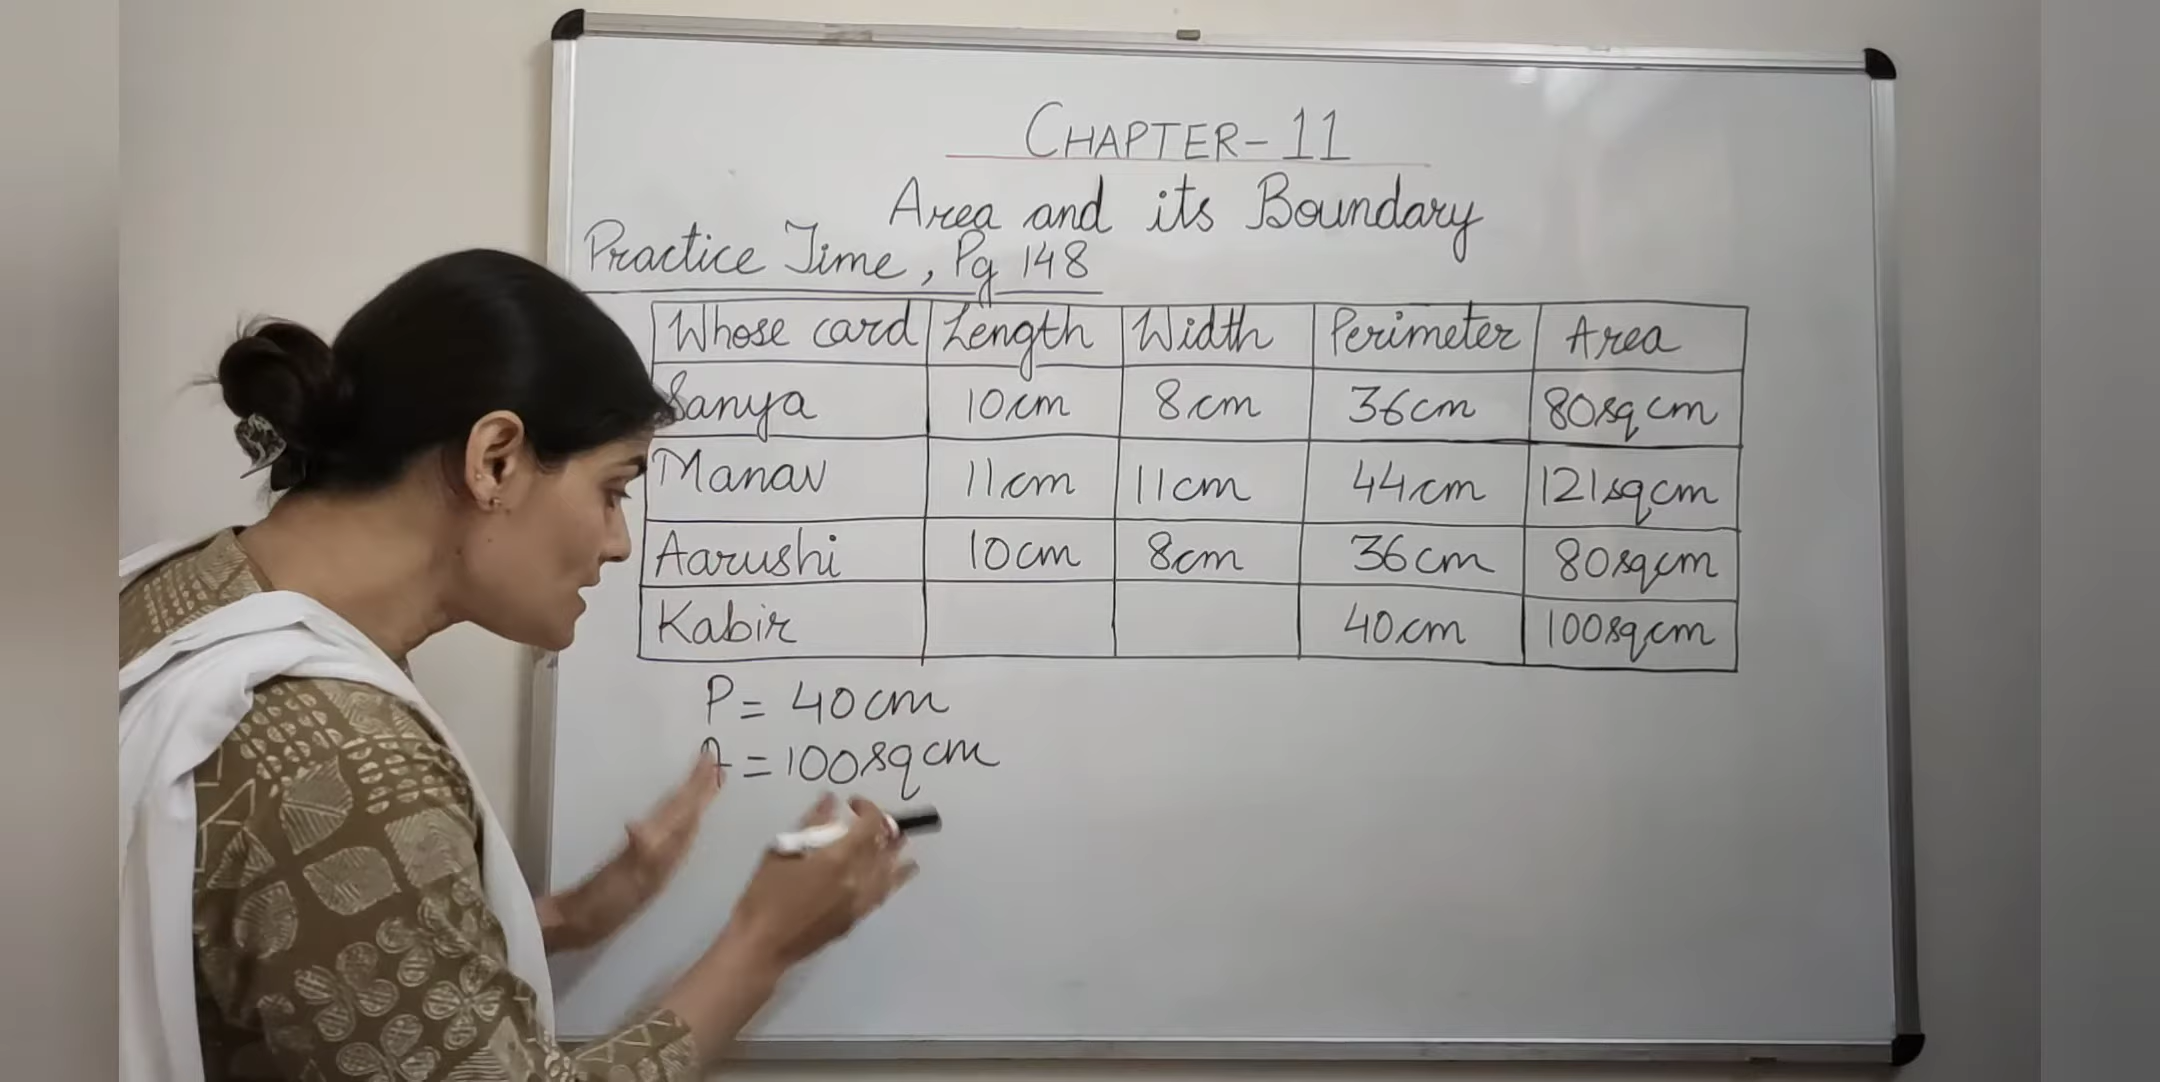 CHAPTER-11
Area and its Boundary
Practice Time, Pg 148
Whose card Length Width Perimeter Area
Sanya 10cm 8cm 36cm 80sqcm
Manav 11cm 11cm 44cm 121sqcm
Aarushi 10cm 8cm 36cm 80sqcm
Kabir 40cm 100sqcm
P = 40cm
A = 100sqcm